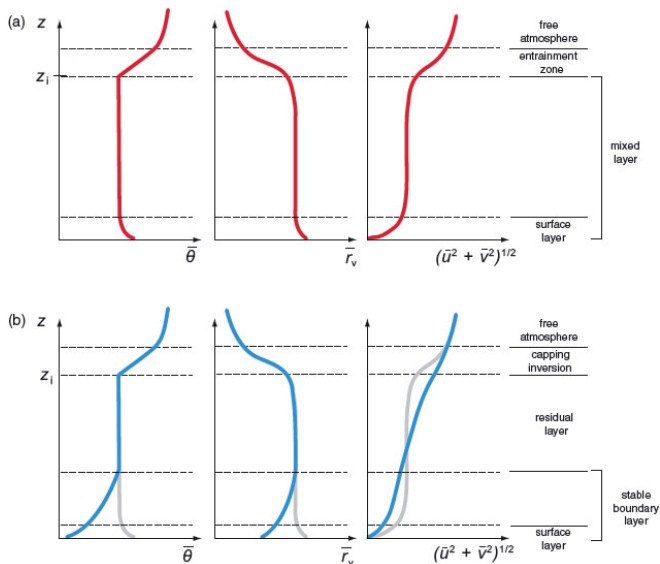 (a)
z
z_i
θ̄
r̄_v
(ū² + v̄²)^1/2
free
atmosphere
entrainment
zone
mixed
layer
surface
layer
(b)
z
z_i
θ̄
r̄_v
(ū² + v̄²)^1/2
free
atmosphere
capping
inversion
residual
layer
stable
boundary
layer
surface
layer